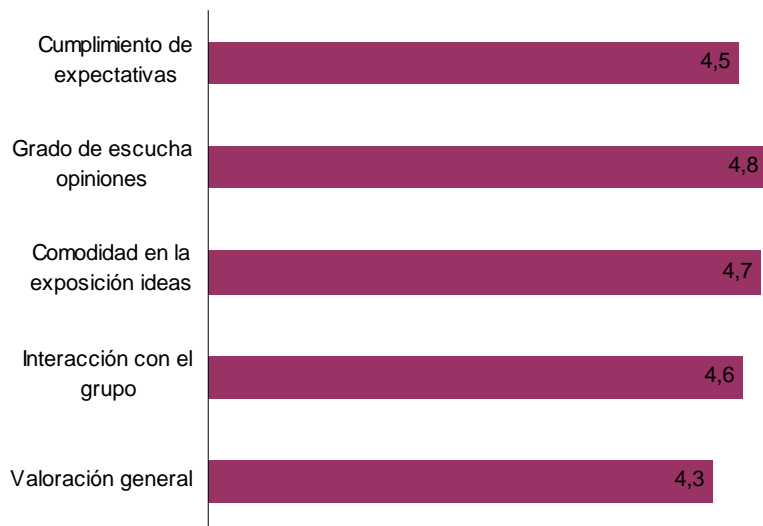 Cumplimiento de
expectativas
4,5
Grado de escucha
opiniones
4,8
Comodidad en la
exposición ideas
4,7
Interacción con el
grupo
4,6
Valoración general
4,3